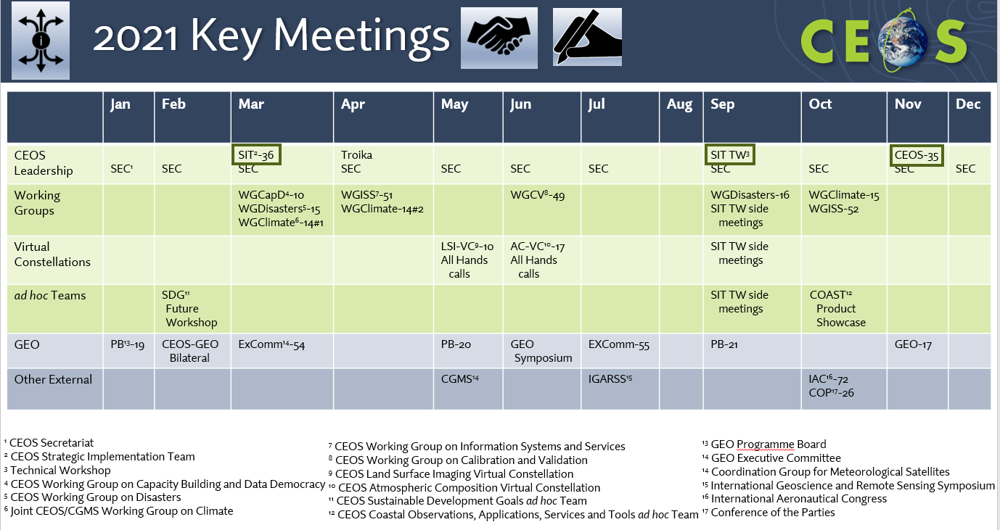 2021 Key Meetings
CEOS
Jan Feb Mar Apr May Jun Jul Aug Sep Oct Nov Dec
CEOS Leadership
SIT²-36 Troika SIT TW³ CEOS-35
SEC¹ SEC SEC SEC SEC SEC SEC SEC SEC SEC SEC
Working Groups
WGCapD⁴-10 WGISS⁷-51 WGCV⁸-49 WGDisasters-16 WGClimate-15
WGDisasters⁵-15 WGClimate-14#2 SIT TW side WGISS-52
WGClimate⁶-14#1 meetings
Virtual Constellations
LSI-VC⁹-10 AC-VC¹⁰-17 SIT TW side
All Hands All Hands meetings
calls calls
ad hoc Teams
SDG¹¹ SIT TW side COAST¹²
Future meetings Product
Workshop Showcase
GEO PB¹³-19 CEOS-GEO ExComm¹⁴-54 PB-20 GEO EXComm-55 PB-21 GEO-17
Bilateral Symposium
Other External CGMS¹⁴ IGARSS¹⁵ IAC¹⁶-72
COP¹⁷-26
¹ CEOS Secretariat
² CEOS Strategic Implementation Team
³ Technical Workshop
⁴ CEOS Working Group on Capacity Building and Data Democracy
⁵ CEOS Working Group on Disasters
⁶ Joint CEOS/CGMS Working Group on Climate
⁷ CEOS Working Group on Information Systems and Services
⁸ CEOS Working Group on Calibration and Validation
⁹ CEOS Land Surface Imaging Virtual Constellation
¹⁰ CEOS Atmospheric Composition Virtual Constellation
¹¹ CEOS Sustainable Development Goals ad hoc Team
¹² CEOS Coastal Observations, Applications, Services and Tools ad hoc Team
¹³ GEO Programme Board
¹⁴ GEO Executive Committee
¹⁴ Coordination Group for Meteorological Satellites
¹⁵ International Geoscience and Remote Sensing Symposium
¹⁶ International Aeronautical Congress
¹⁷ Conference of the Parties